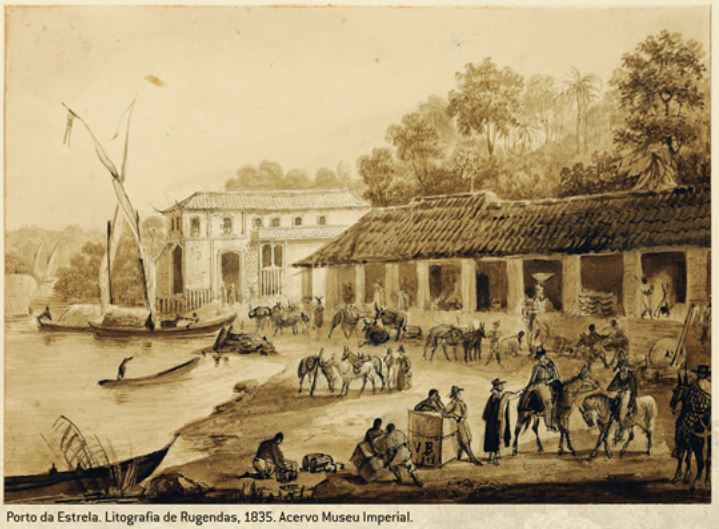 V.B.
Porto da Estrela. Litografia de Rugendas, 1835. Acervo Museu Imperial.